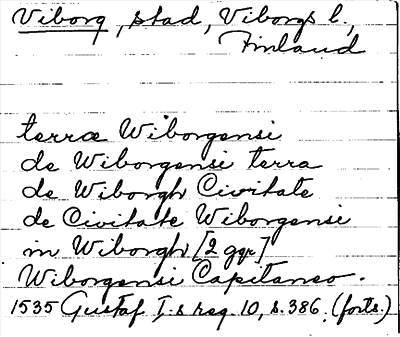 Viborg, stad, Viborgs l.,
Finland
terræ Wiborgensi
de Wiborgensi terra
de Wiborgh Civitate
de Civitate Wiborgensi
in Wiborgh [2 ggr]
Wiborgensi Capitaneo.
1535 Gustaf I:s reg. 10, s. 386. (forts.)